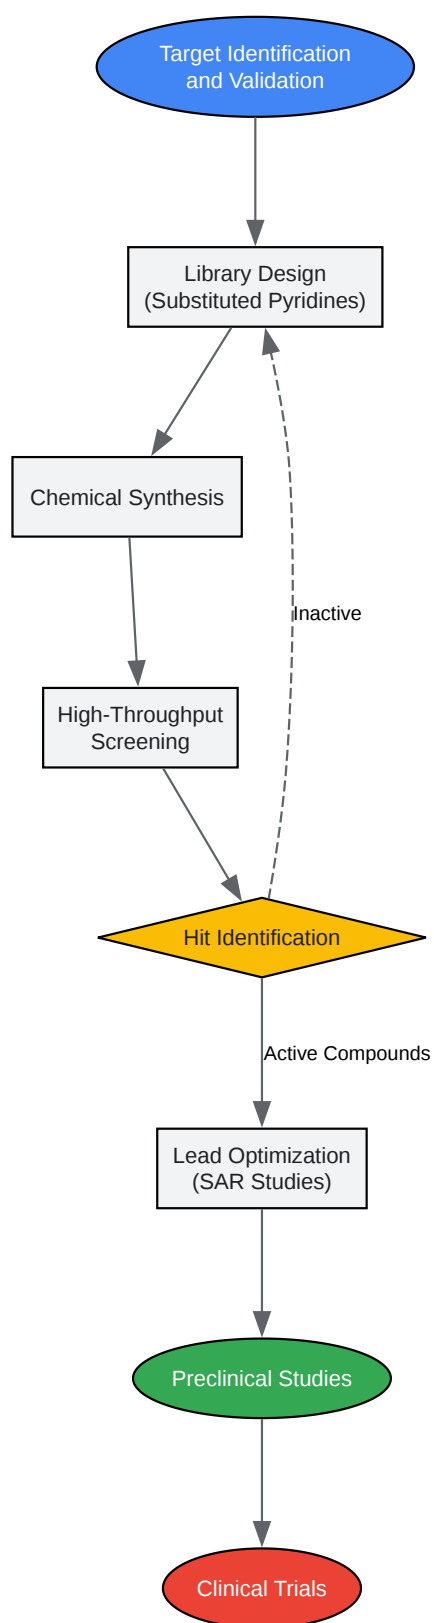 Target Identification
and Validation
Library Design
(Substituted Pyridines)
Chemical Synthesis
Inactive
High-Throughput
Screening
Hit Identification
Active Compounds
Lead Optimization
(SAR Studies)
Preclinical Studies
Clinical Trials